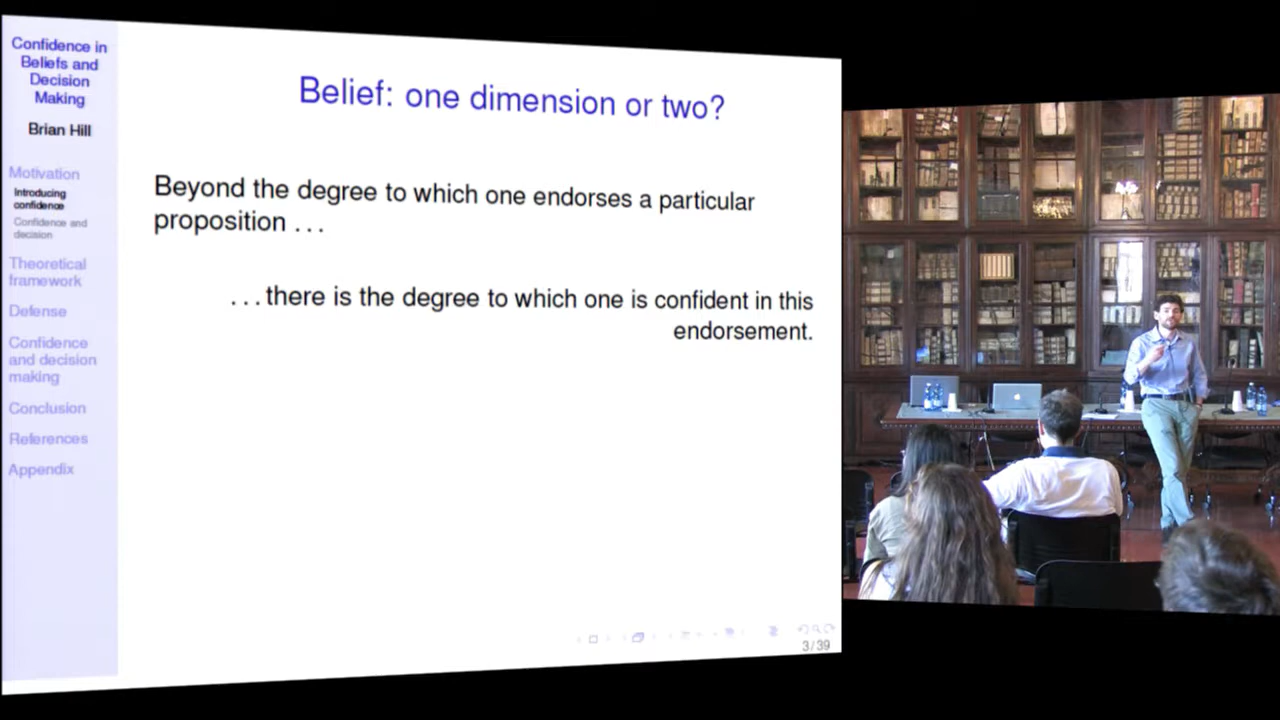 Confidence in
Beliefs and
Decision
Making
Brian Hill
Motivation
Introducing
confidence
Confidence and
decision
Theoretical
framework
Defense
Confidence
and decision
making
Conclusion
References
Appendix
Belief: one dimension or two?
Beyond the degree to which one endorses a particular
proposition ...
...there is the degree to which one is confident in this
endorsement.
3/39